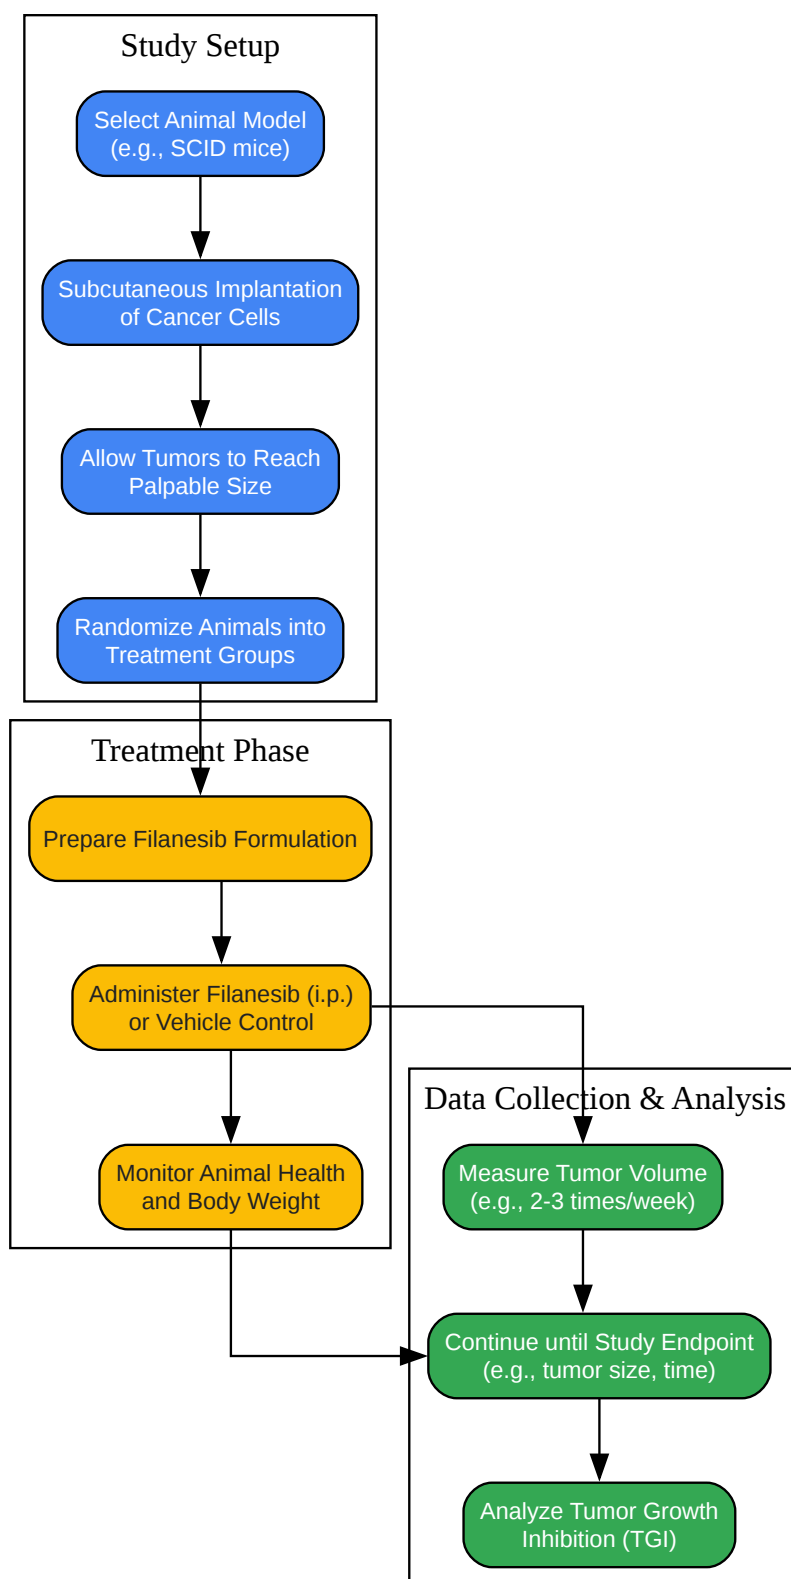 Study Setup
Select Animal Model
(e.g., SCID mice)
Subcutaneous Implantation
of Cancer Cells
Allow Tumors to Reach
Palpable Size
Randomize Animals into
Treatment Groups
Treatment Phase
Prepare Filanesib Formulation
Administer Filanesib (i.p.)
or Vehicle Control
Monitor Animal Health
and Body Weight
Data Collection & Analysis
Measure Tumor Volume
(e.g., 2-3 times/week)
Continue until Study Endpoint
(e.g., tumor size, time)
Analyze Tumor Growth
Inhibition (TGI)